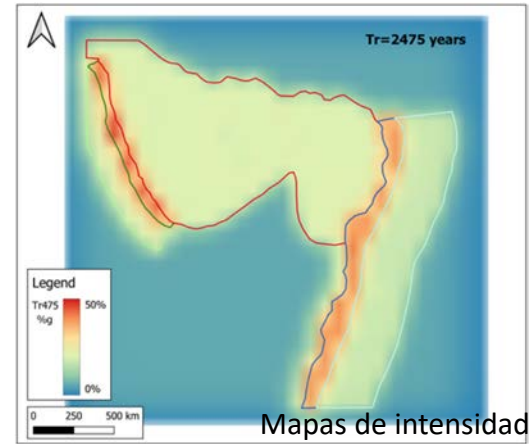 Tr=2475 years
Legend
Tr475
%g
50%
0%
0 250 500 km
Mapas de intensidad